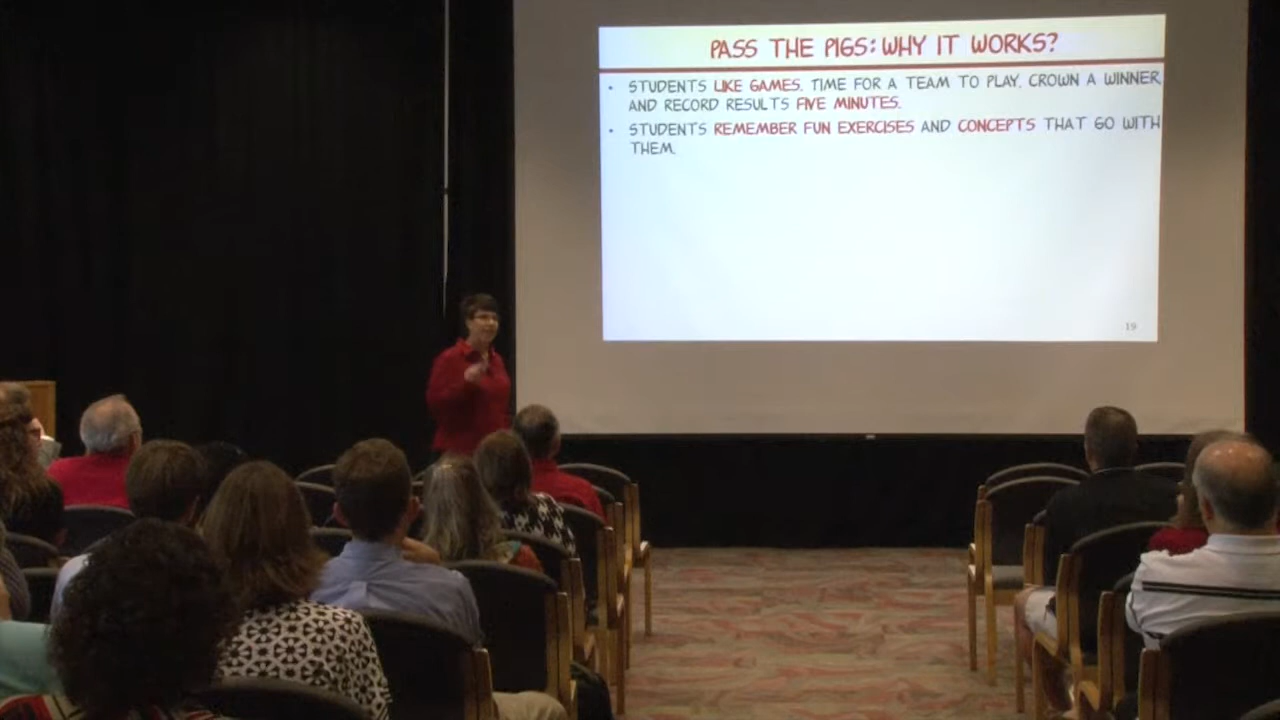 PASS THE PIGS: WHY IT WORKS?
• STUDENTS LIKE GAMES. TIME FOR A TEAM TO PLAY, CROWN A WINNER
AND RECORD RESULTS FIVE MINUTES.
• STUDENTS REMEMBER FUN EXERCISES AND CONCEPTS THAT GO WITH
THEM.
19